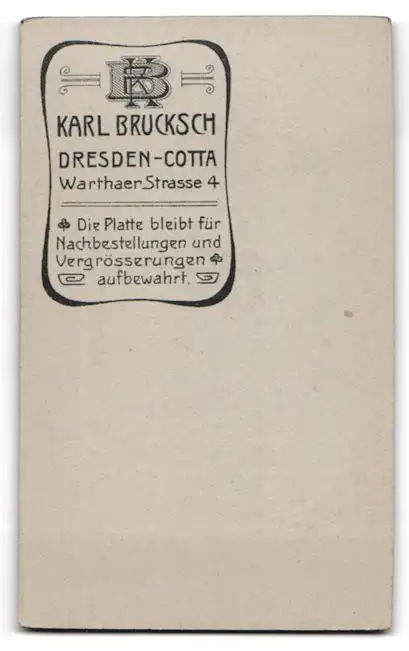 KB
KARL BRUCKSCH
DRESDEN-COTTA
Warthaer Strasse 4
Die Platte bleibt für
Nachbestellungen und
Vergrösserungen
aufbewahrt.